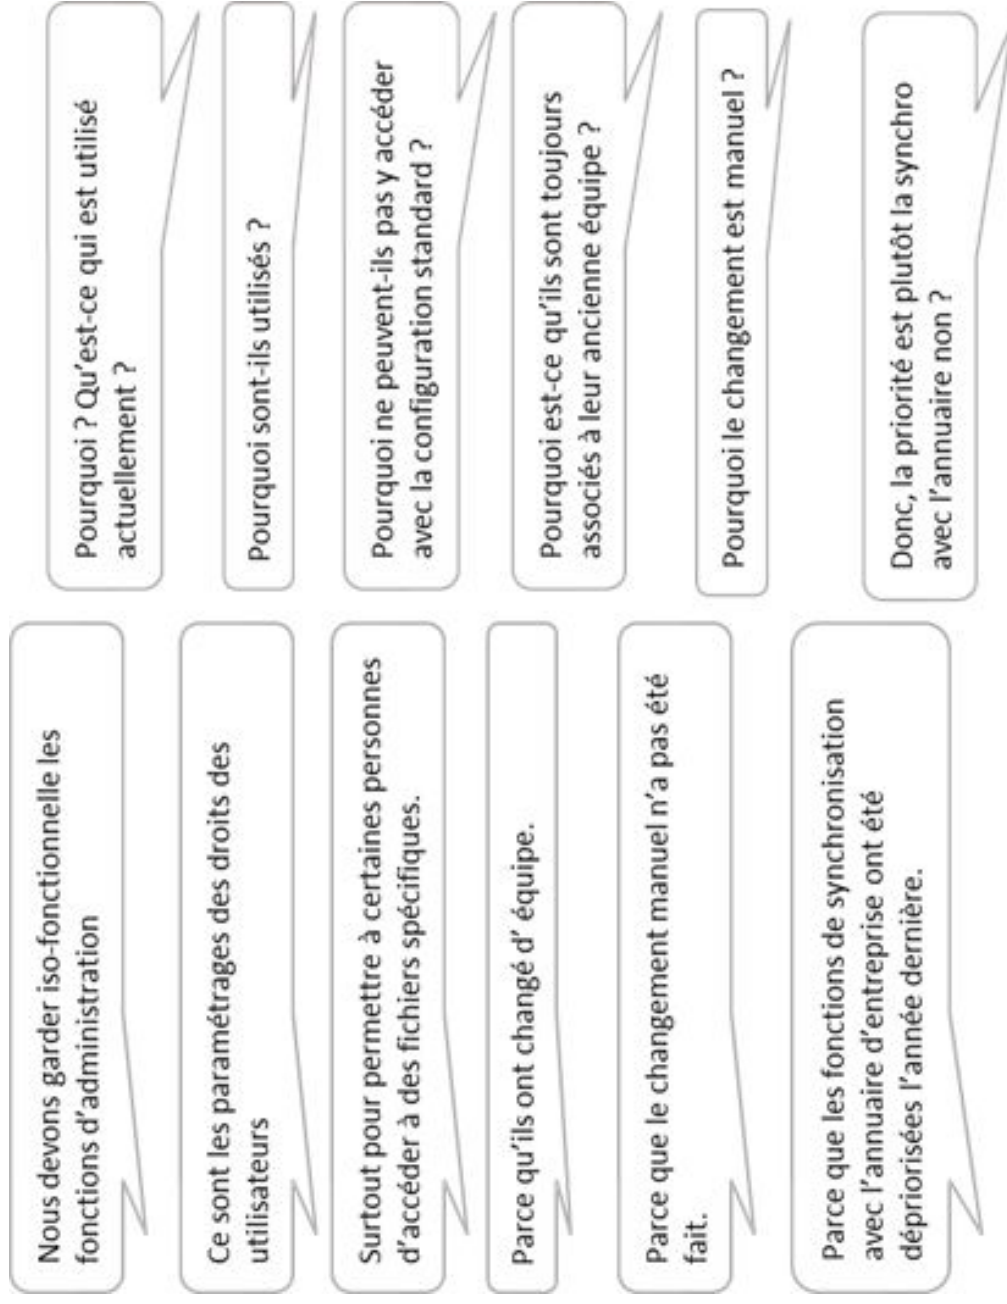 Nous devons garder iso-fonctionnelle les
fonctions d'administration
Pourquoi ? Qu'est-ce qui est utilisé
actuellement ?
Ce sont les paramétrages des droits des
utilisateurs
Pourquoi sont-ils utilisés ?
Surtout pour permettre à certaines personnes
d'accéder à des fichiers spécifiques.
Pourquoi ne peuvent-ils pas y accéder
avec la configuration standard ?
Parce qu'ils ont changé d' équipe.
Pourquoi est-ce qu'ils sont toujours
associés à leur ancienne équipe ?
Parce que le changement manuel n'a pas été
fait.
Pourquoi le changement est manuel ?
Parce que les fonctions de synchronisation
avec l'annuaire d'entreprise ont été
dépriorisées l'année dernière.
Donc, la priorité est plutôt la synchro
avec l'annuaire non ?